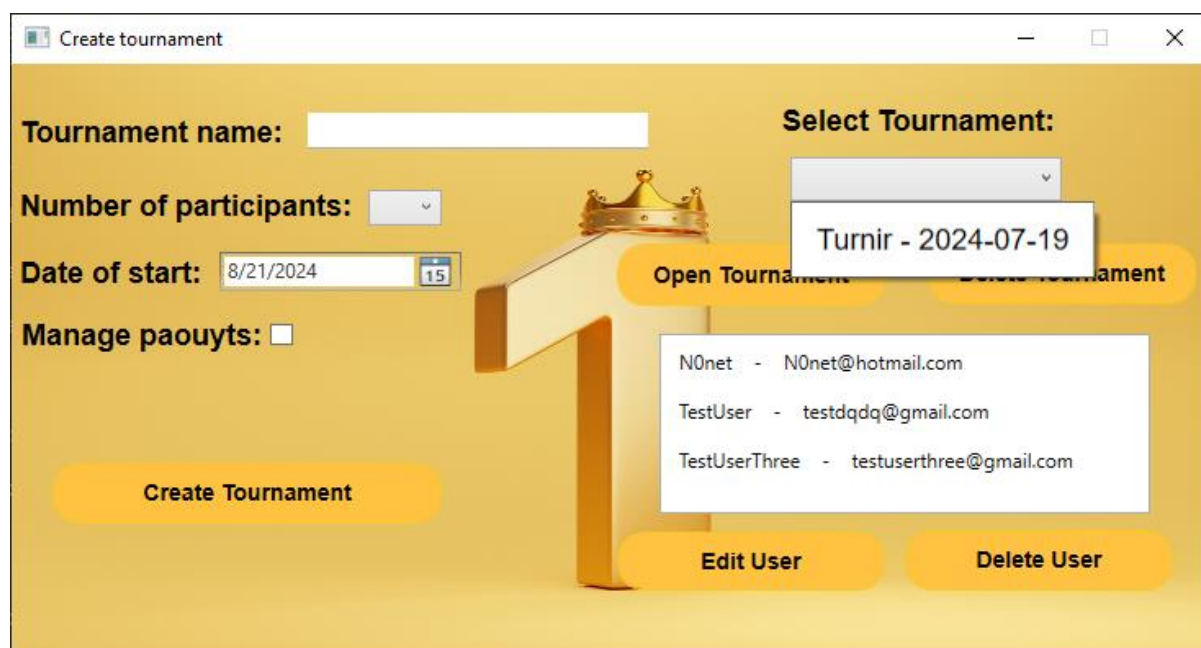 Create tournament
Tournament name:
Select Tournament:
Number of participants:
Turnir - 2024-07-19
Date of start: 8/21/2024 15
Open Tournament
Manage paouyts:
N0net - N0net@hotmail.com
TestUser - testdqdq@gmail.com
TestUserThree - testuserthree@gmail.com
Create Tournament
Edit User
Delete User